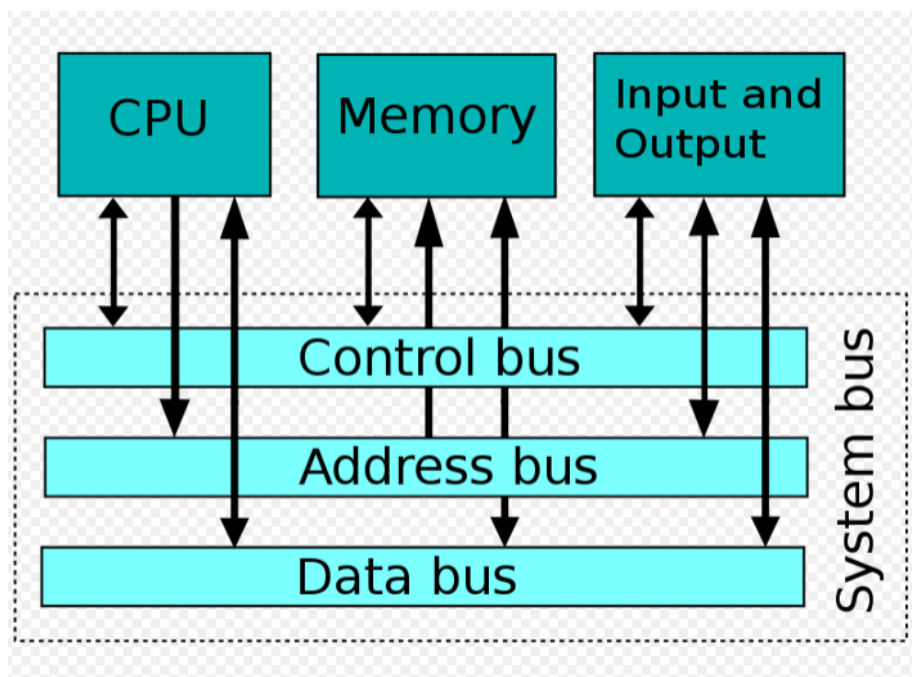 CPU
Memory
Input and
Output
Control bus
Address bus
Data bus
System bus